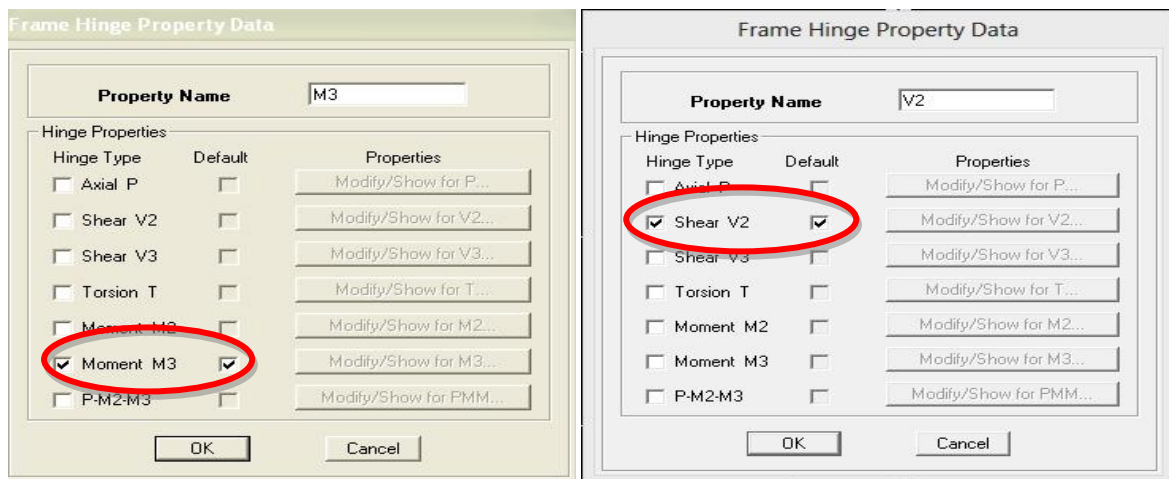 Frame Hinge Property Data
Property Name M3
Hinge Properties
Hinge Type Default Properties
Axial P Modify/Show for P...
Shear V2 Modify/Show for V2...
Shear V3 Modify/Show for V3...
Torsion T Modify/Show for T...
Moment M2 Modify/Show for M2...
Moment M3 Modify/Show for M3...
P-M2-M3 Modify/Show for PMM...
OK Cancel
Frame Hinge Property Data
Property Name V2
Hinge Properties
Hinge Type Default Properties
Axial P Modify/Show for P...
Shear V2 Modify/Show for V2...
Shear V3 Modify/Show for V3...
Torsion T Modify/Show for T...
Moment M2 Modify/Show for M2...
Moment M3 Modify/Show for M3...
P-M2-M3 Modify/Show for PMM...
OK Cancel